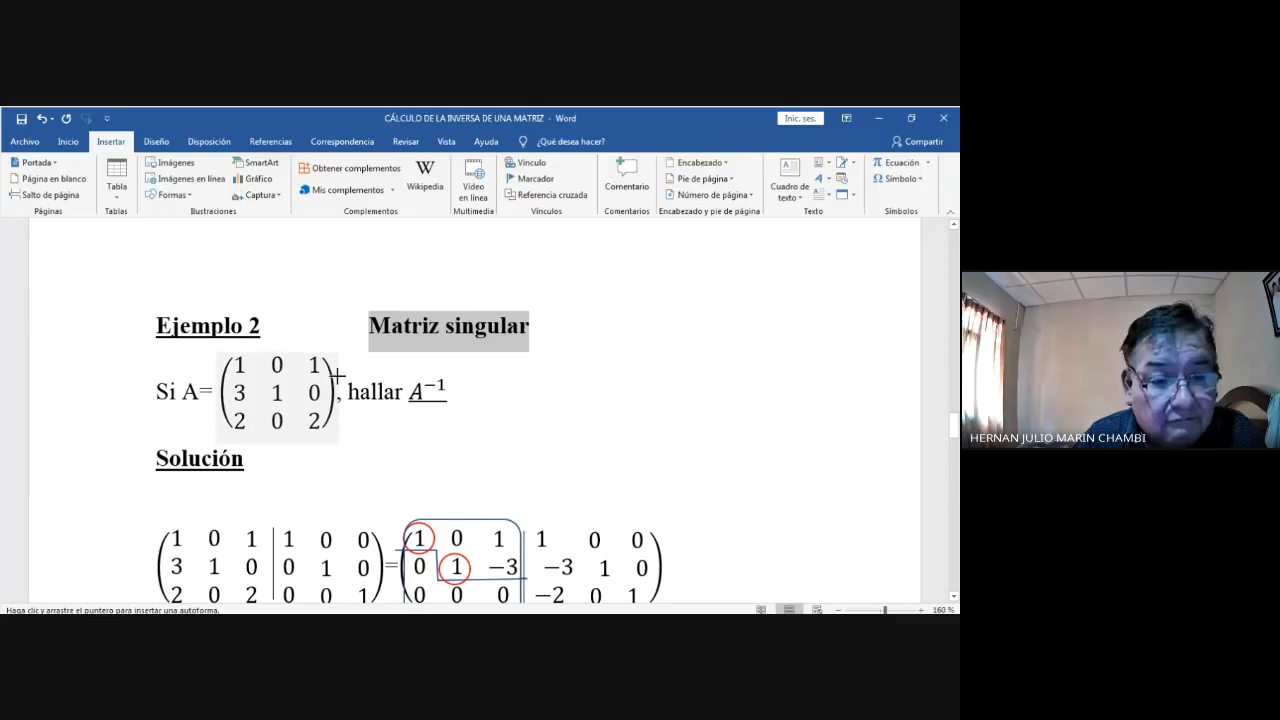 CÁLCULO DE LA INVERSA DE UNA MATRIZ - Word
Inic. ses.
Archivo Inicio Insertar Diseño Disposición Referencias Correspondencia Revisar Vista Ayuda ¿Qué desea hacer? Compartir
Portada
Página en blanco
Salto de página
Páginas
Tabla
Tablas
Imágenes
Imágenes en línea
Formas
SmartArt
Gráfico
Captura
Ilustraciones
Obtener complementos
Mis complementos
W
Wikipedia
Complementos
Vídeo
en línea
Multimedia
Vínculo
Marcador
Referencia cruzada
Vínculos
Comentario
Comentarios
Encabezado
Pie de página
Número de página
Encabezado y pie de página
A
Cuadro de
texto
Texto
π Ecuación
Ω Símbolo
Símbolos
Ejemplo 2 Matriz singular
1 0 1
Si A= 3 1 0 , hallar A⁻¹
2 0 2
Solución
1 0 1 | 1 0 0 1 0 1 | 1 0 0
3 1 0 | 0 1 0 = 0 1 −3 | −3 1 0
2 0 2 | 0 0 1 0 0 0 | −2 0 1
Haga clic y arrastre el puntero para insertar una autoforma.
160 %
HERNAN JULIO MARIN CHAMBI